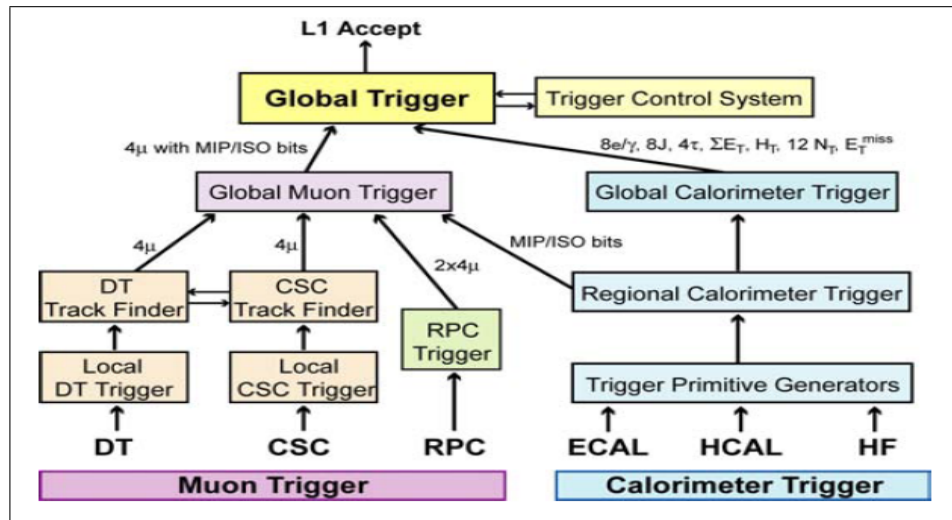 L1 Accept
Global Trigger
Trigger Control System
4μ with MIP/ISO bits
8e/γ, 8J, 4τ, ΣE_T, H_T, 12 N_T, E_T^miss
Global Muon Trigger
Global Calorimeter Trigger
4μ
4μ
2x4μ
MIP/ISO bits
DT
Track Finder
CSC
Track Finder
Regional Calorimeter Trigger
RPC
Trigger
Local
DT Trigger
Local
CSC Trigger
Trigger Primitive Generators
DT
CSC
RPC
ECAL
HCAL
HF
Muon Trigger
Calorimeter Trigger